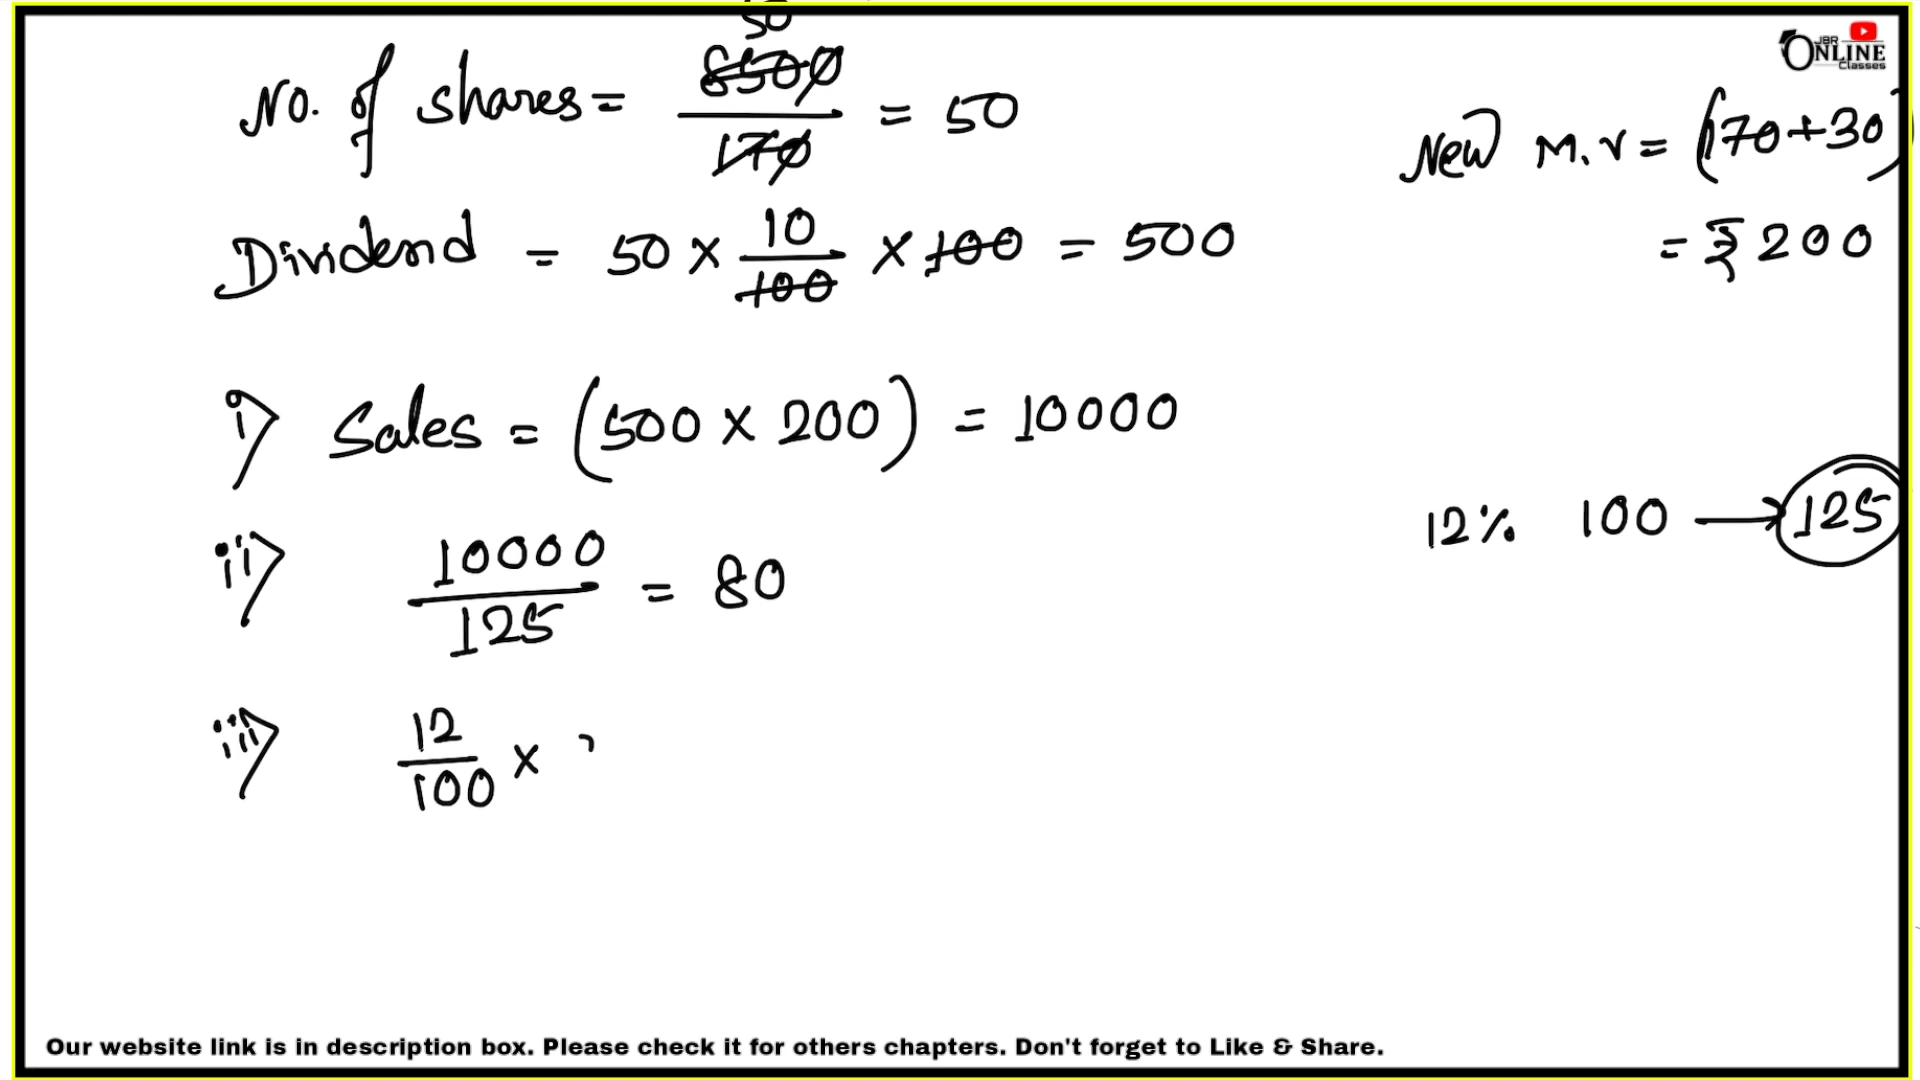 50
No. of shares = 8500/170 = 50
New M.V = (170+30)
Dividend = 50 × 10/100 × 100 = 500
= ₹ 200
i> Sales = (500 × 200) = 10000
12% 100 → 125
ii> 10000/125 = 80
iii> 12/100 ×
JBR
ONLINE
Classes
Our website link is in description box. Please check it for others chapters. Don't forget to Like & Share.